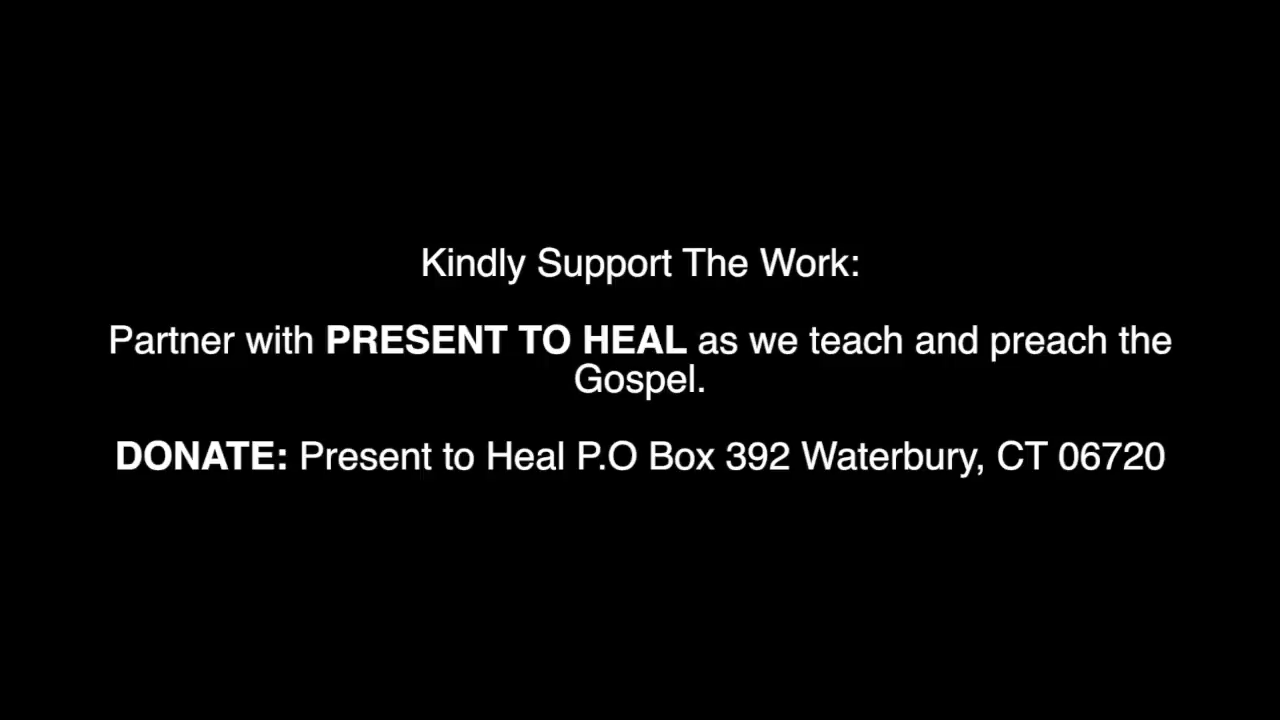 Kindly Support The Work:
Partner with PRESENT TO HEAL as we teach and preach the
Gospel.
DONATE: Present to Heal P.O Box 392 Waterbury, CT 06720